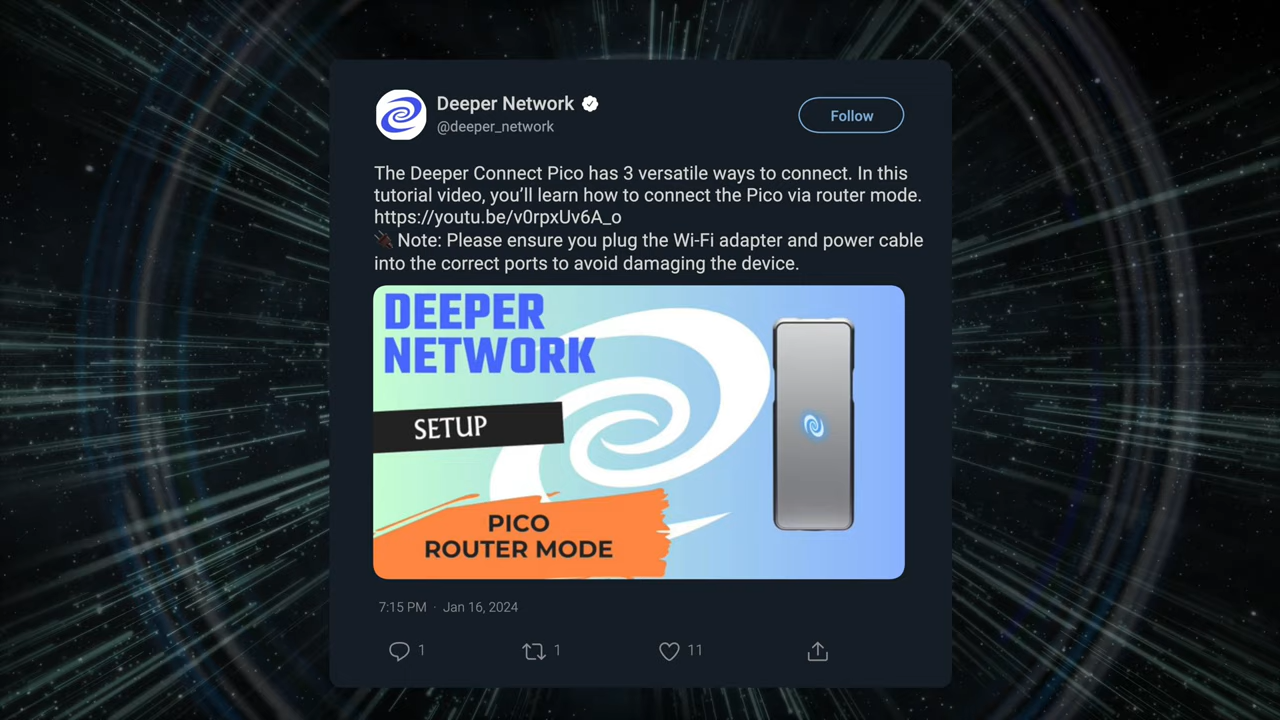 Deeper Network
@deeper_network
Follow
The Deeper Connect Pico has 3 versatile ways to connect. In this
tutorial video, you’ll learn how to connect the Pico via router mode.
https://youtu.be/v0rpxUv6A_o
🔌 Note: Please ensure you plug the Wi-Fi adapter and power cable
into the correct ports to avoid damaging the device.
DEEPER
NETWORK
SETUP
PICO
ROUTER MODE
7:15 PM · Jan 16, 2024
1 1 11